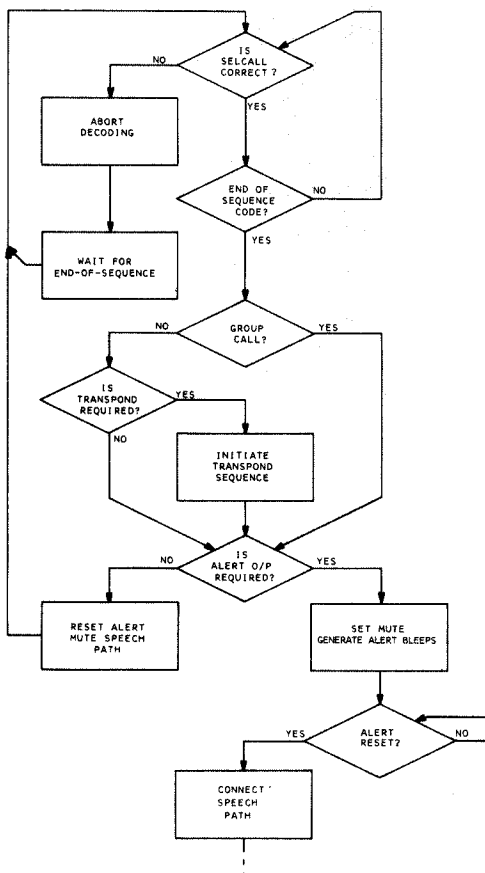 IS
SELCALL
CORRECT ?
NO
YES
ABORT
DECODING
END OF
SEQUENCE
CODE?
NO
YES
WAIT FOR
END-OF-SEQUENCE
GROUP
CALL?
NO
YES
IS
TRANSPOND
REQUIRED?
YES
NO
INITIATE
TRANSPOND
SEQUENCE
IS
ALERT O/P
REQUIRED?
NO
YES
RESET ALERT
MUTE SPEECH
PATH
SET MUTE
GENERATE ALERT BLEEPS
ALERT
RESET?
YES
NO
CONNECT
SPEECH
PATH